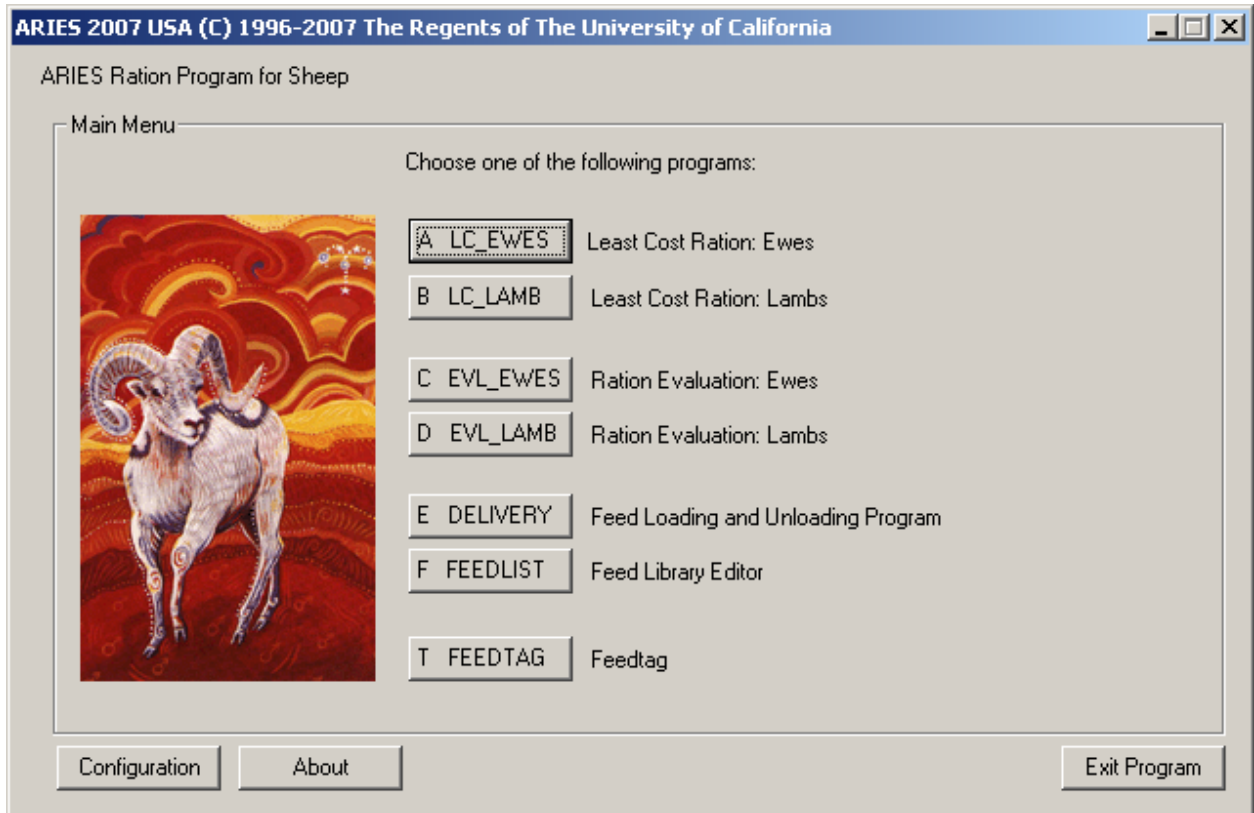 ARIES 2007 USA (C) 1996-2007 The Regents of The University of California
ARIES Ration Program for Sheep
Main Menu
Choose one of the following programs:
A LC_EWES Least Cost Ration: Ewes
B LC_LAMB Least Cost Ration: Lambs
C EVL_EWES Ration Evaluation: Ewes
D EVL_LAMB Ration Evaluation: Lambs
E DELIVERY Feed Loading and Unloading Program
F FEEDLIST Feed Library Editor
T FEEDTAG Feedtag
Configuration About Exit Program